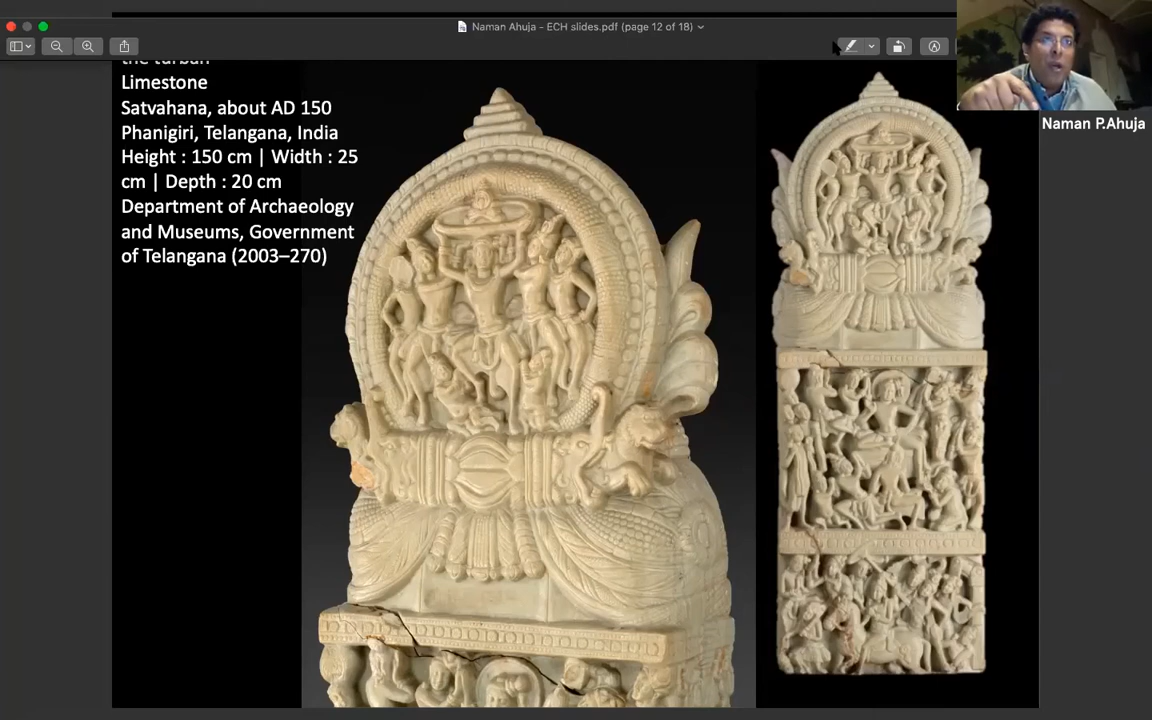 Naman Ahuja - ECH slides.pdf (page 12 of 18)
the turban
Limestone
Satvahana, about AD 150
Phanigiri, Telangana, India
Height : 150 cm | Width : 25
cm | Depth : 20 cm
Department of Archaeology
and Museums, Government
of Telangana (2003–270)
Naman P.Ahuja